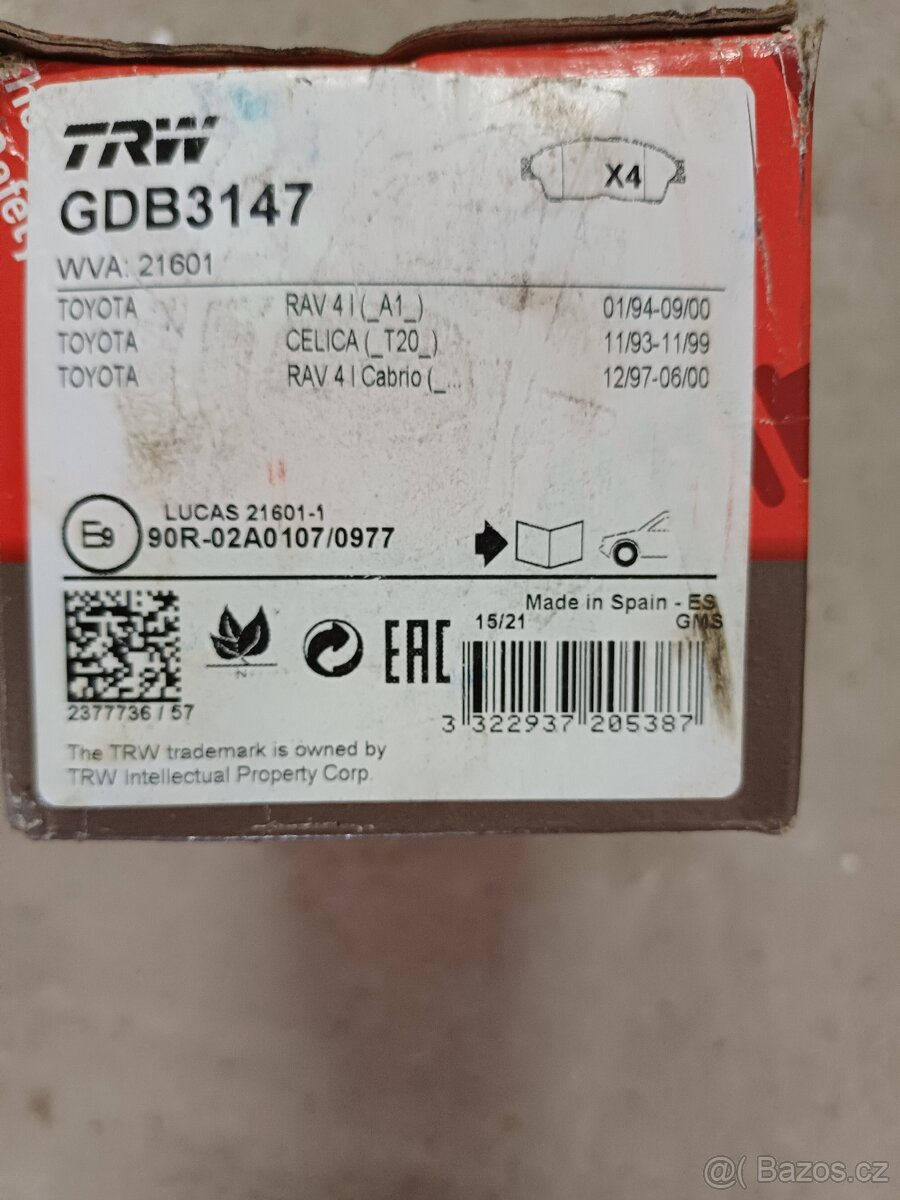 TRW
X4
GDB3147
WVA: 21601
TOYOTA RAV 4 I (_A1_) 01/94-09/00
TOYOTA CELICA (_T20_) 11/93-11/99
TOYOTA RAV 4 I Cabrio (_... 12/97-06/00
LUCAS 21601-1
E9 90R-02A0107/0977
Made in Spain - ES
15/21 GMS
N
EAC
2377736 / 57
3 322937 205387
The TRW trademark is owned by
TRW Intellectual Property Corp.
@( Bazos.cz